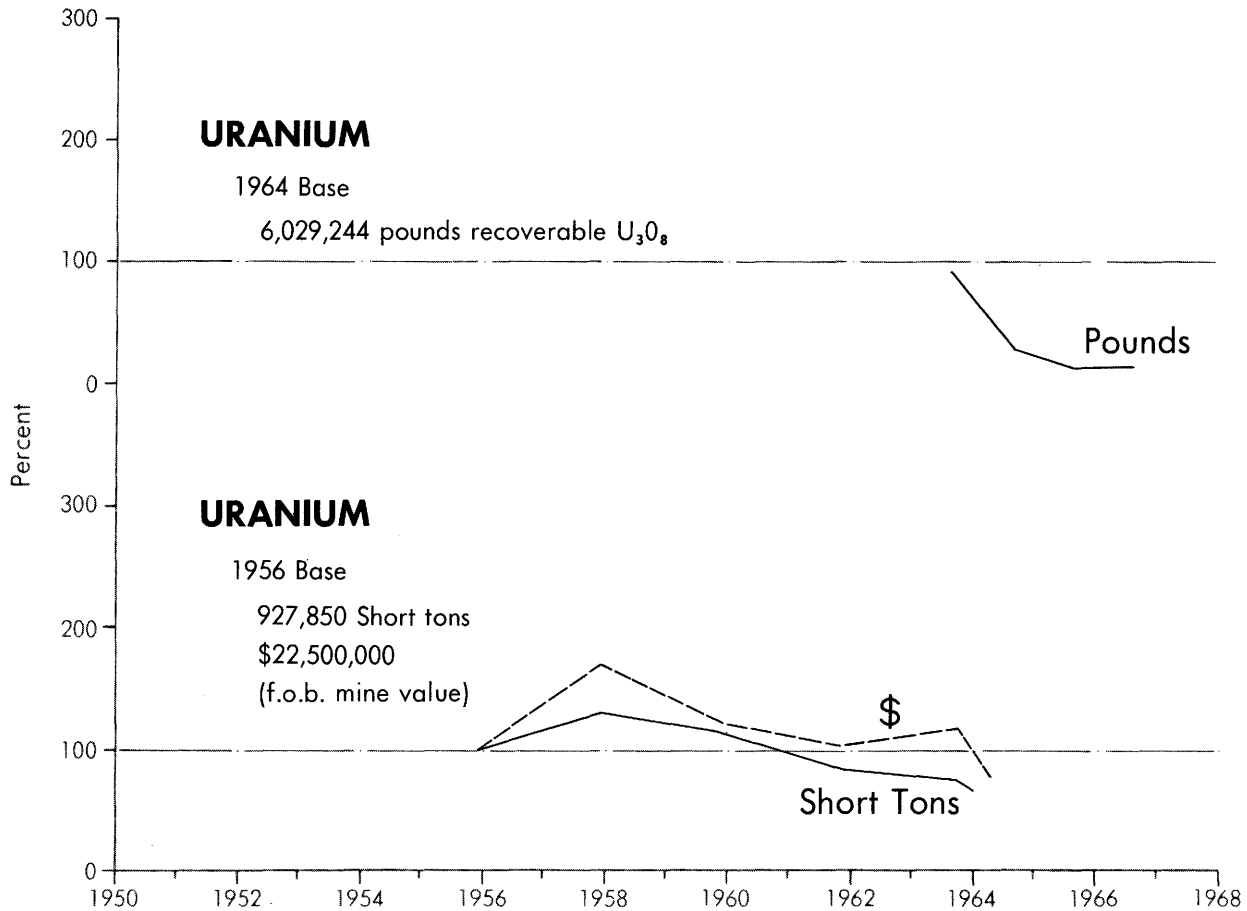 300
URANIUM
200
1964 Base
6,029,244 pounds recoverable U₃0₈
100
Pounds
0
Percent
300
URANIUM
1956 Base
927,850 Short tons
200
$22,500,000
(f.o.b. mine value)
$
100
Short Tons
0
1950 1952 1954 1956 1958 1960 1962 1964 1966 1968